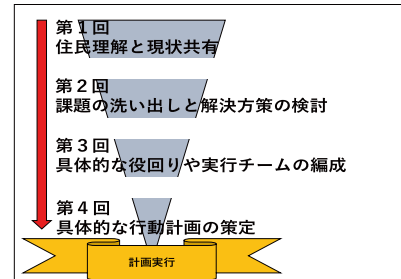 第１回
住民理解と現状共有
第２回
課題の洗い出しと解決方策の検討
第３回
具体的な役回りや実行チームの編成
第４回
具体的な行動計画の策定
計画実行